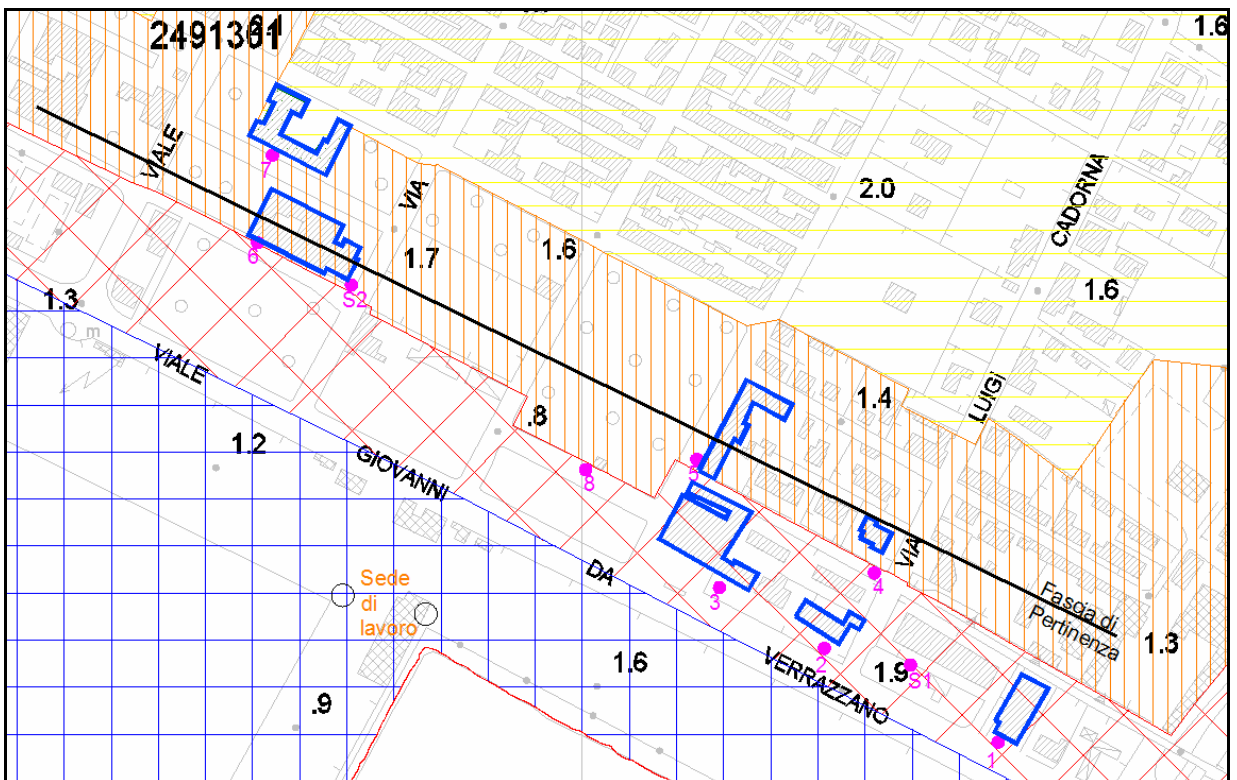 2491361
1.6
VIALE
7
VIA
2.0
CADORNA
6
1.7
1.6
S2
1.3
m
1.6
VIALE
1.4
LUIGI
.8
1.2
GIOVANNI
8
5
VIA
DA
4
3
Sede
di
lavoro
Fascia di
Pertinenza
1.3
2
1.6
VERRAZZANO
1.9
S1
.9
1